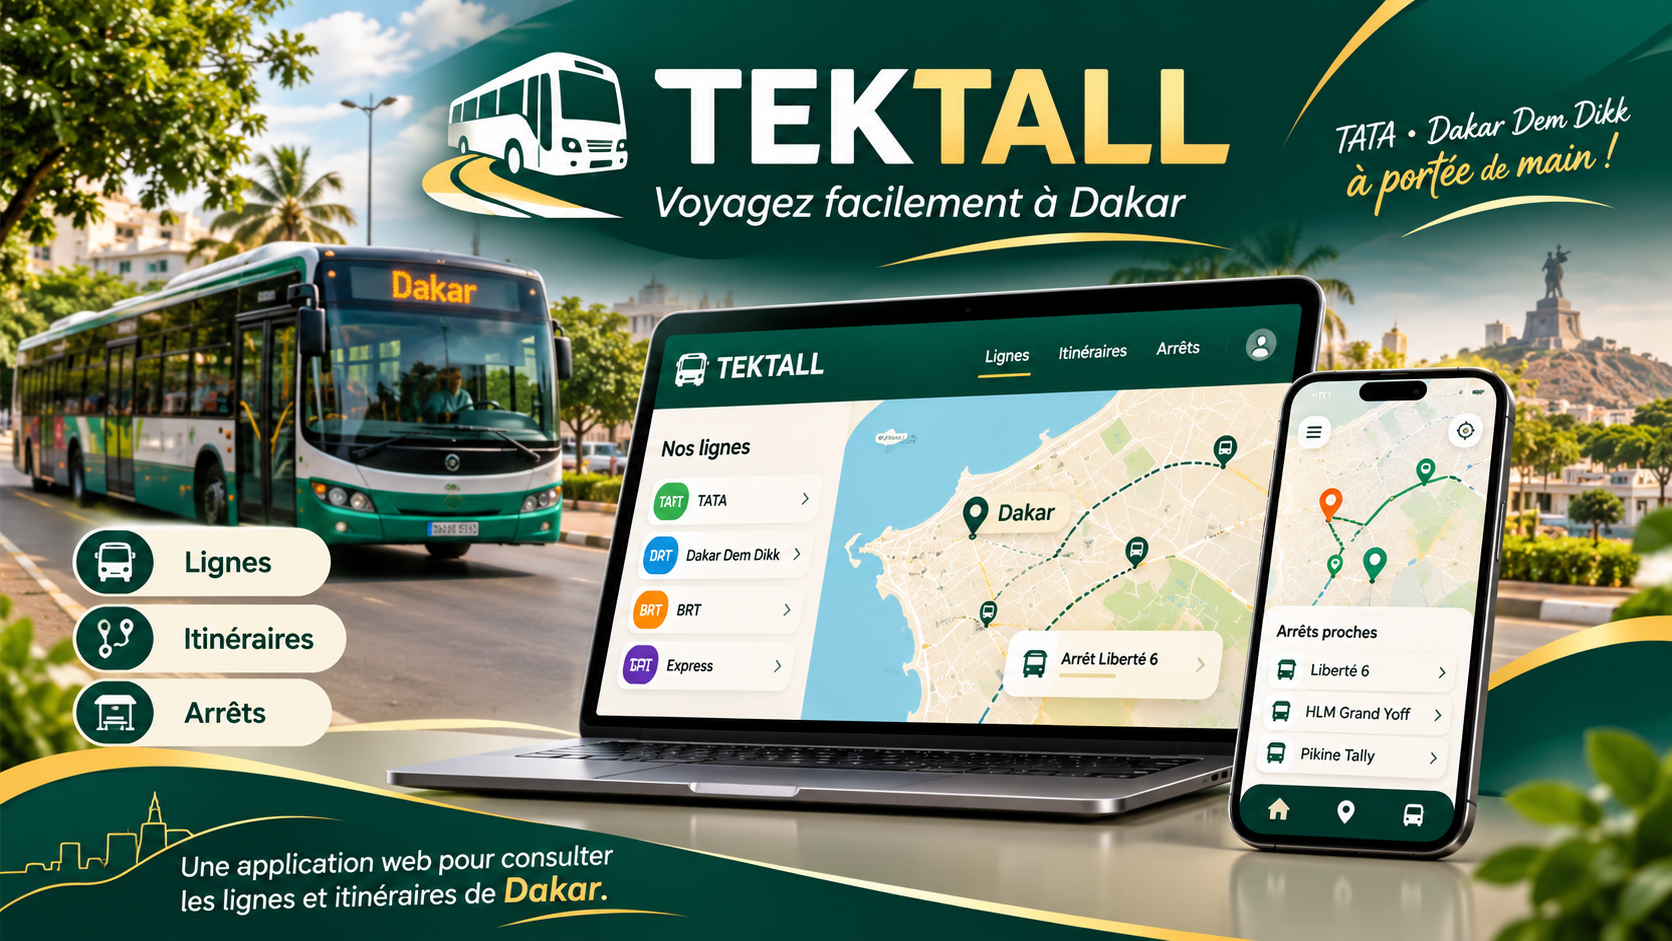 TEKTALL
Voyagez facilement à Dakar
TATA • Dakar Dem Dikk
à portée de main !
Dakar
Lignes
Itinéraires
Arrêts
TEKTALL
Lignes
Itinéraires
Arrêts
Nos lignes
TATA
DRT
Dakar Dem Dikk
BRT
BRT
Express
Dakar
Arrêt Liberté 6
Arrêts proches
Liberté 6
HLM Grand Yoff
Pikine Tally
Une application web pour consulter
les lignes et itinéraires de Dakar.